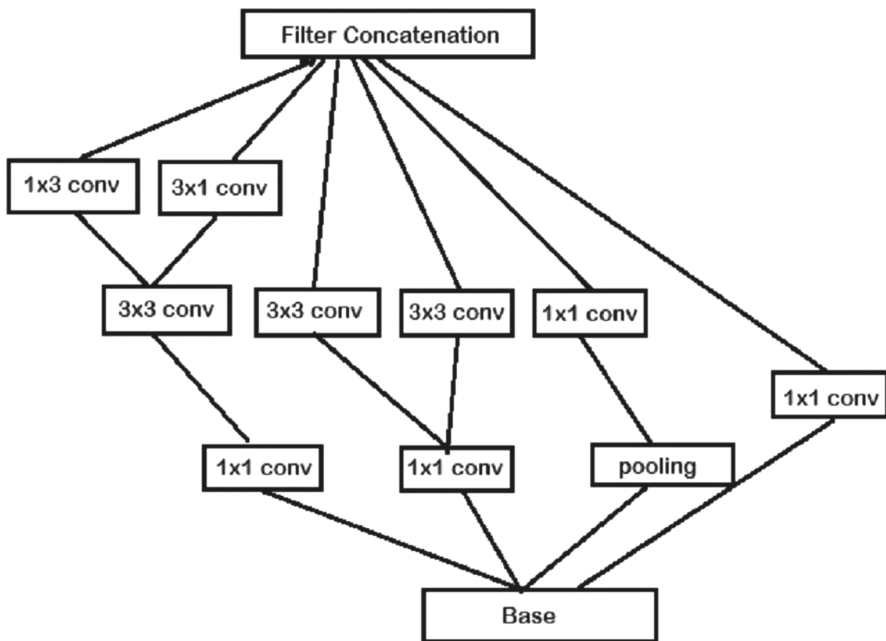 Filter Concatenation
1x3 conv
3x1 conv
3x3 conv
3x3 conv
3x3 conv
1x1 conv
1x1 conv
1x1 conv
1x1 conv
pooling
Base